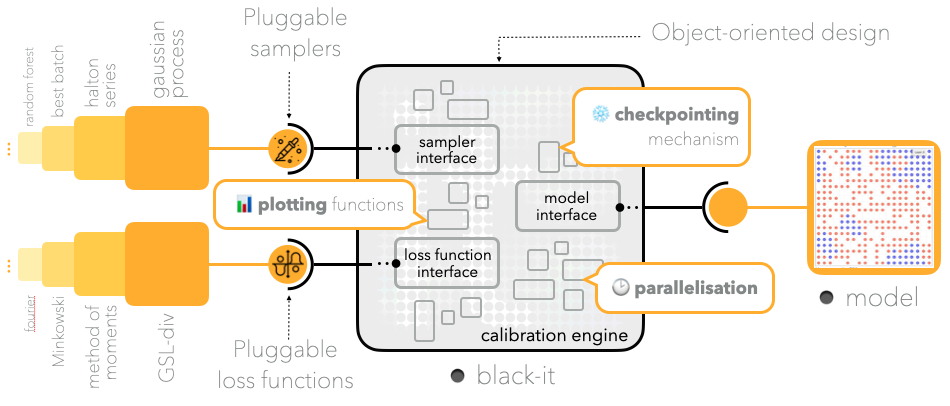 Pluggable
samplers
Object-oriented design
random forest
best batch
halton
series
gaussian
process
checkpointing
mechanism
sampler
interface
plotting functions
model
interface
loss function
interface
parallelisation
calibration engine
model
black-it
fourier
Minkowski
method of
moments
GSL-div
Pluggable
loss functions